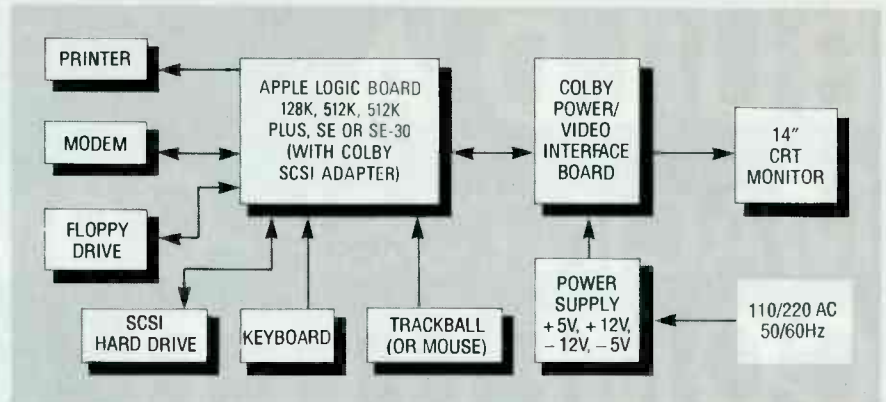 PRINTER
MODEM
FLOPPY
DRIVE
SCSI
HARD DRIVE
KEYBOARD
TRACKBALL
(OR MOUSE)
APPLE LOGIC BOARD
128K, 512K, 512K
PLUS, SE OR SE-30
(WITH COLBY
SCSI ADAPTER)
COLBY
POWER/
VIDEO
INTERFACE
BOARD
14"
CRT
MONITOR
POWER
SUPPLY
+5V, +12V,
−12V, −5V
110/220 AC
50/60Hz